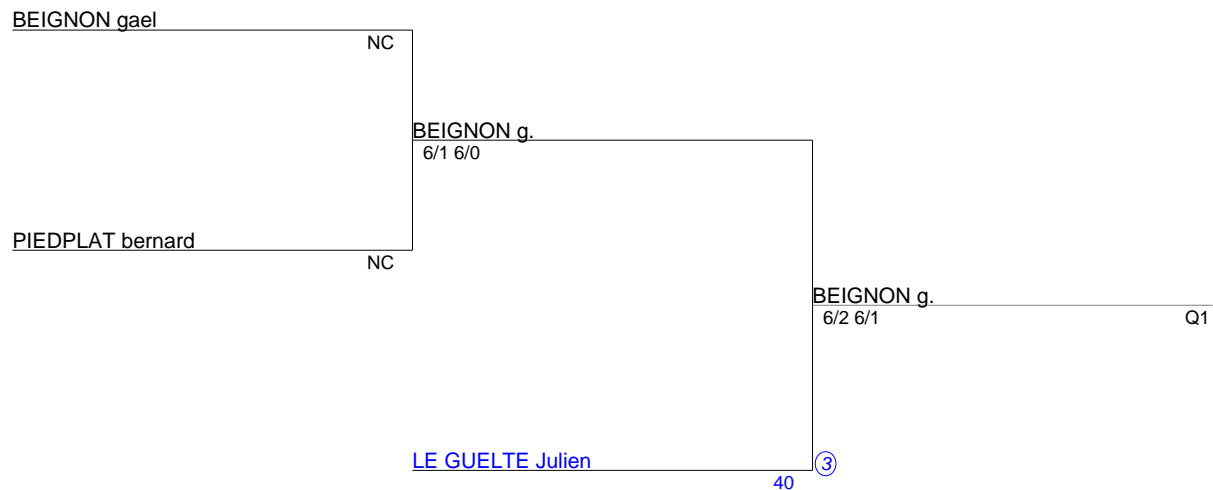 BEIGNON gael
NC
BEIGNON g.
6/1 6/0
PIEDPLAT bernard
NC
BEIGNON g.
6/2 6/1
Q1
LE GUELTE Julien
3
40